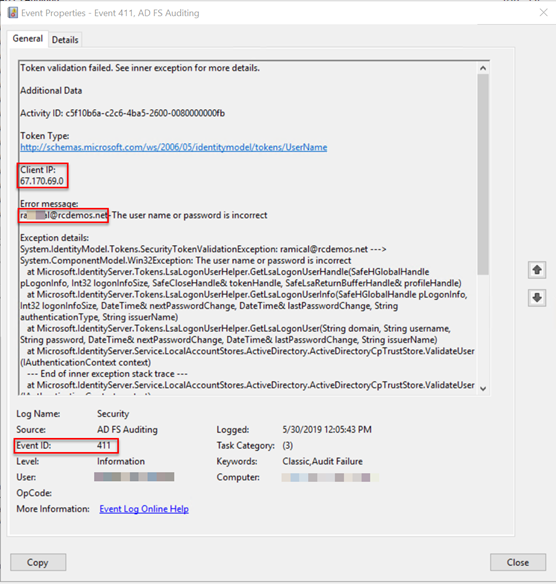 Event Properties - Event 411, AD FS Auditing
General
Details
Token validation failed. See inner exception for more details.
Additional Data
Activity ID: c5f10b6a-c2c6-4ba5-2600-0080000000fb
Token Type:
http://schemas.microsoft.com/ws/2006/05/identitymodel/tokens/UserName
Client IP:
67.170.69.0
Error message:
ra al@rcdemos.net-The user name or password is incorrect
Exception details:
System.IdentityModel.Tokens.SecurityTokenValidationException: ramical@rcdemos.net --->
System.ComponentModel.Win32Exception: The user name or password is incorrect
at Microsoft.IdentityServer.Tokens.LsaLogonUserHelper.GetLsaLogonUserHandle(SafeHGlobalHandle
pLogonInfo, Int32 logonInfoSize, SafeCloseHandle& tokenHandle, SafeLsaReturnBufferHandle& profileHandle)
at Microsoft.IdentityServer.Tokens.LsaLogonUserHelper.GetLsaLogonUserInfo(SafeHGlobalHandle pLogonInfo,
Int32 logonInfoSize, DateTime& nextPasswordChange, DateTime& lastPasswordChange, String
authenticationType, String issuerName)
at Microsoft.IdentityServer.Tokens.LsaLogonUserHelper.GetLsaLogonUser(String domain, String username,
String password, DateTime& nextPasswordChange, DateTime& lastPasswordChange, String issuerName)
at Microsoft.IdentityServer.Service.LocalAccountStores.ActiveDirectory.ActiveDirectoryCpTrustStore.ValidateUser
(IAuthenticationContext context)
--- End of inner exception stack trace ---
at Microsoft.IdentityServer.Service.LocalAccountStores.ActiveDirectory.ActiveDirectoryCpTrustStore.ValidateUser
Log Name: Security
Source: AD FS Auditing Logged: 5/30/2019 12:05:43 PM
Event ID: 411 Task Category: (3)
Level: Information Keywords: Classic,Audit Failure
User: Computer:
OpCode:
More Information: Event Log Online Help
Copy
Close